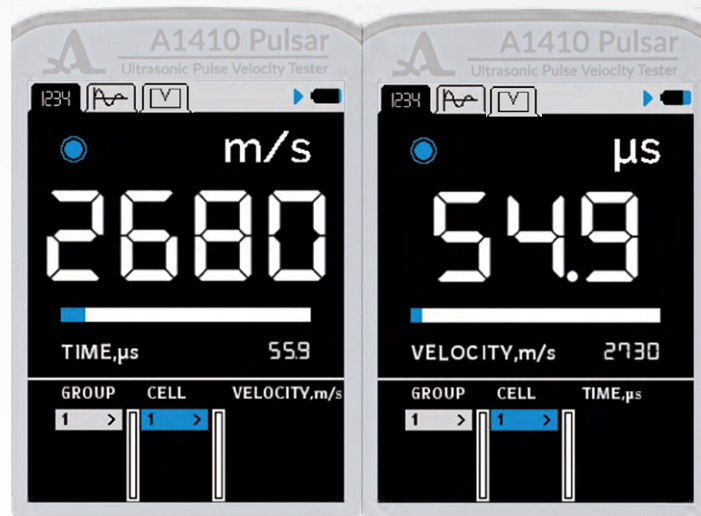 A1410 Pulsar
Ultrasonic Pulse Velocity Tester
1234
V
m/s
2680
TIME,µs
55.9
GROUP
CELL
VELOCITY,m/s
1 >
1 >
A1410 Pulsar
Ultrasonic Pulse Velocity Tester
1234
V
µs
54.9
VELOCITY,m/s
2730
GROUP
CELL
TIME,µs
1 >
1 >